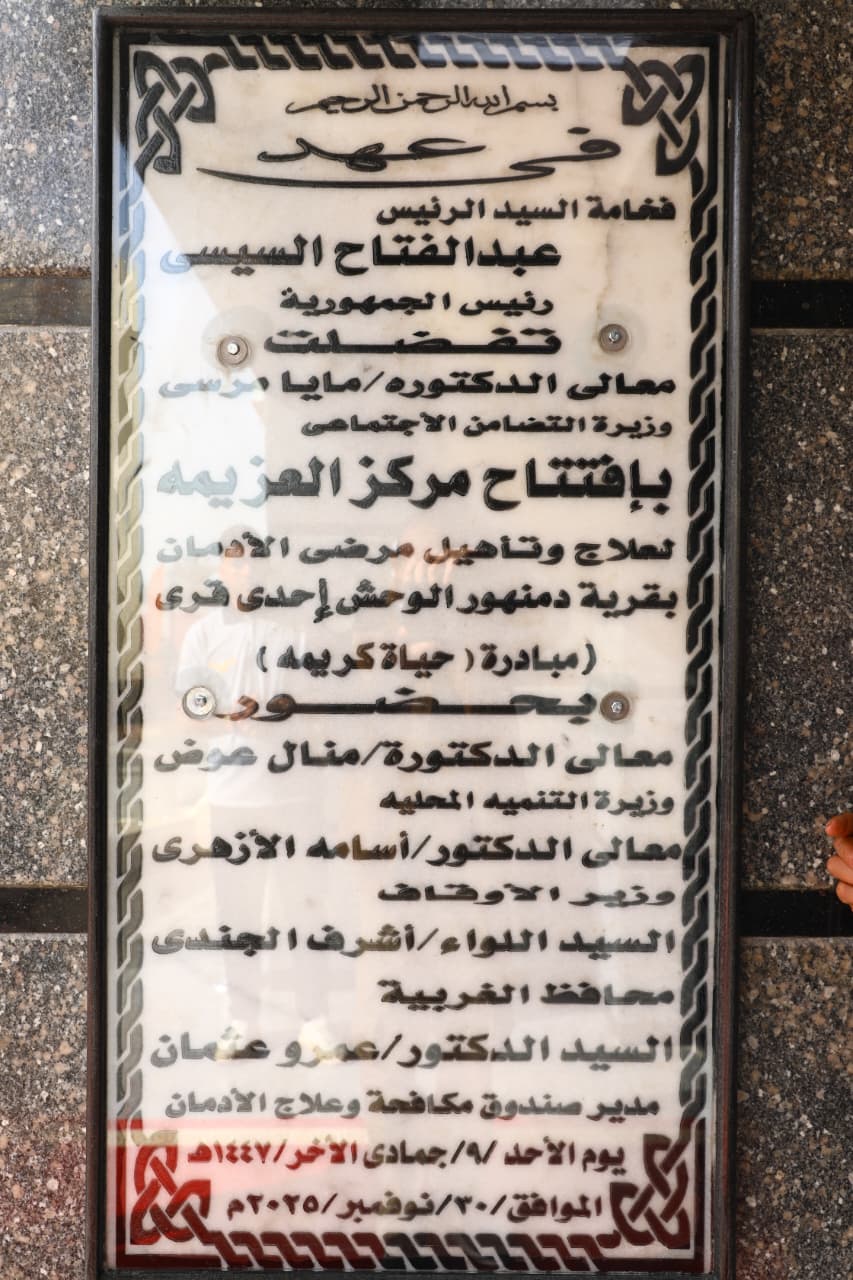 بسم الله الرحمن الرحيم
فى عهد
فخامة السيد الرئيس
عبدالفتاح السيسى
رئيس الجمهورية
تفضلت
معالى الدكتوره/مايا مرسى
وزيرة التضامن الأجتماعى
بإفتتاح مركز العزيمه
لعلاج وتأهيل مرضى الأدمان
بقرية دمنهور الوحش إحدى قرى
(مبادرة ( حياة كريمه )
بحضور
معالى الدكتورة/منال عوض
وزيرة التنميه المحليه
معالى الدكتور/أسامه الأزهرى
وزير الأوقاف
السيد اللواء/أشرف الجندى
محافظ الغربية
السيد الدكتور/عمرو عثمان
مدير صندوق مكافحة وعلاج الأدمان
يوم الأحد /٩/جمادى الأخر/١٤٤٧هـ
الموافق/٣٠/نوفمبر/٢٠٢٥م